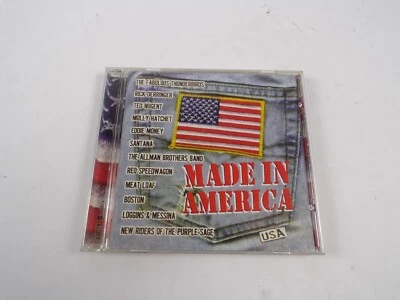 THE FABULOUS THUNDERBIRDS
RICK DERRINGER
TED NUGENT
MOLLY HATCHET
EDDIE MONEY
SANTANA
THE ALLMAN BROTHERS BAND
REO SPEEDWAGON
MEAT LOAF
BOSTON
LOGGINS & MESSINA
NEW RIDERS OF THE PURPLE SAGE
MADE IN
AMERICA
USA